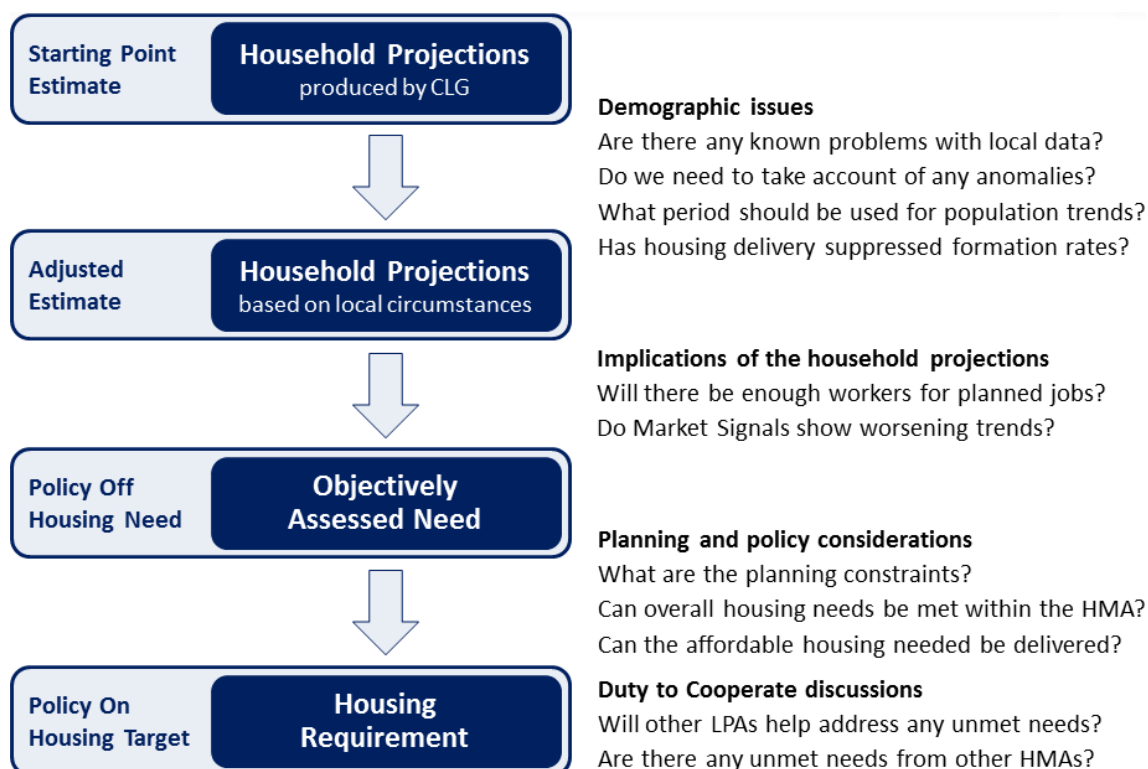 Starting Point
Estimate
Household Projections
produced by CLG
Demographic issues
Are there any known problems with local data?
Do we need to take account of any anomalies?
What period should be used for population trends?
Has housing delivery suppressed formation rates?
Adjusted
Estimate
Household Projections
based on local circumstances
Implications of the household projections
Will there be enough workers for planned jobs?
Do Market Signals show worsening trends?
Policy Off
Housing Need
Objectively
Assessed Need
Planning and policy considerations
What are the planning constraints?
Can overall housing needs be met within the HMA?
Can the affordable housing needed be delivered?
Policy On
Housing Target
Housing
Requirement
Duty to Cooperate discussions
Will other LPAs help address any unmet needs?
Are there any unmet needs from other HMAs?